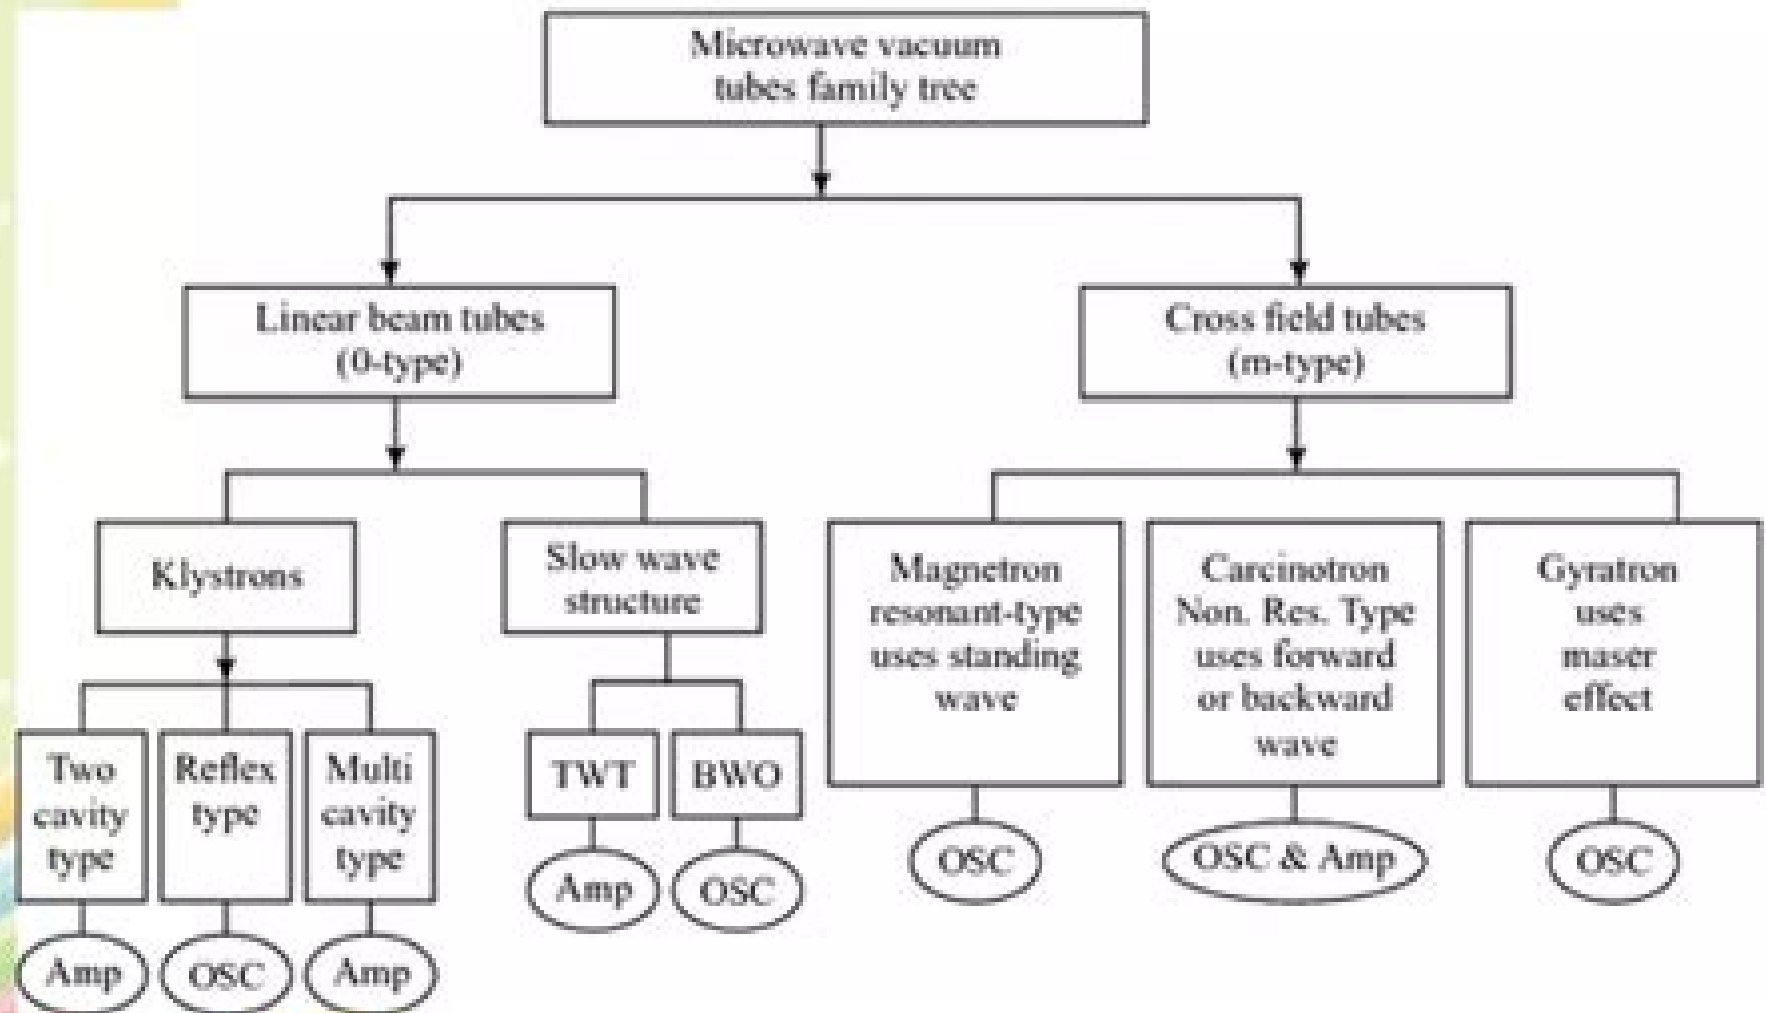 Microwave vacuum
tubes family tree
Linear beam tubes
(0-type)
Cross field tubes
(m-type)
Klystrons
Slow wave
structure
Magnetron
resonant-type
uses standing
wave
Carcinotron
Non. Res. Type
uses forward
or backward
wave
Gyratron
uses
maser
effect
Two
cavity
type
Reflex
type
Multi
cavity
type
TWT
BWO
Amp
OSC
Amp
Amp
OSC
OSC
OSC & Amp
OSC